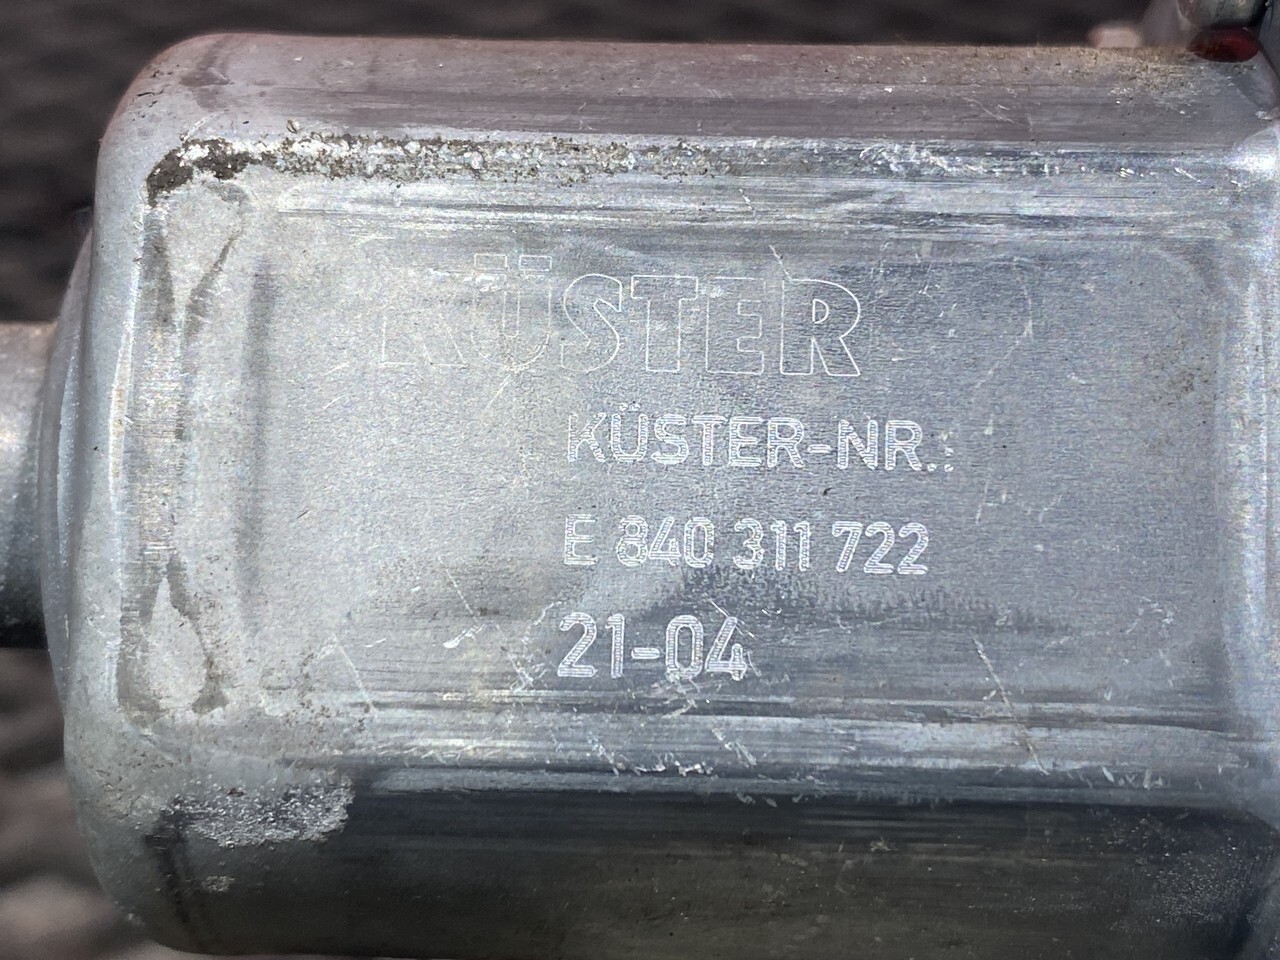 KÜSTER
KÜSTER-NR.:
E 840 311 722
21-04